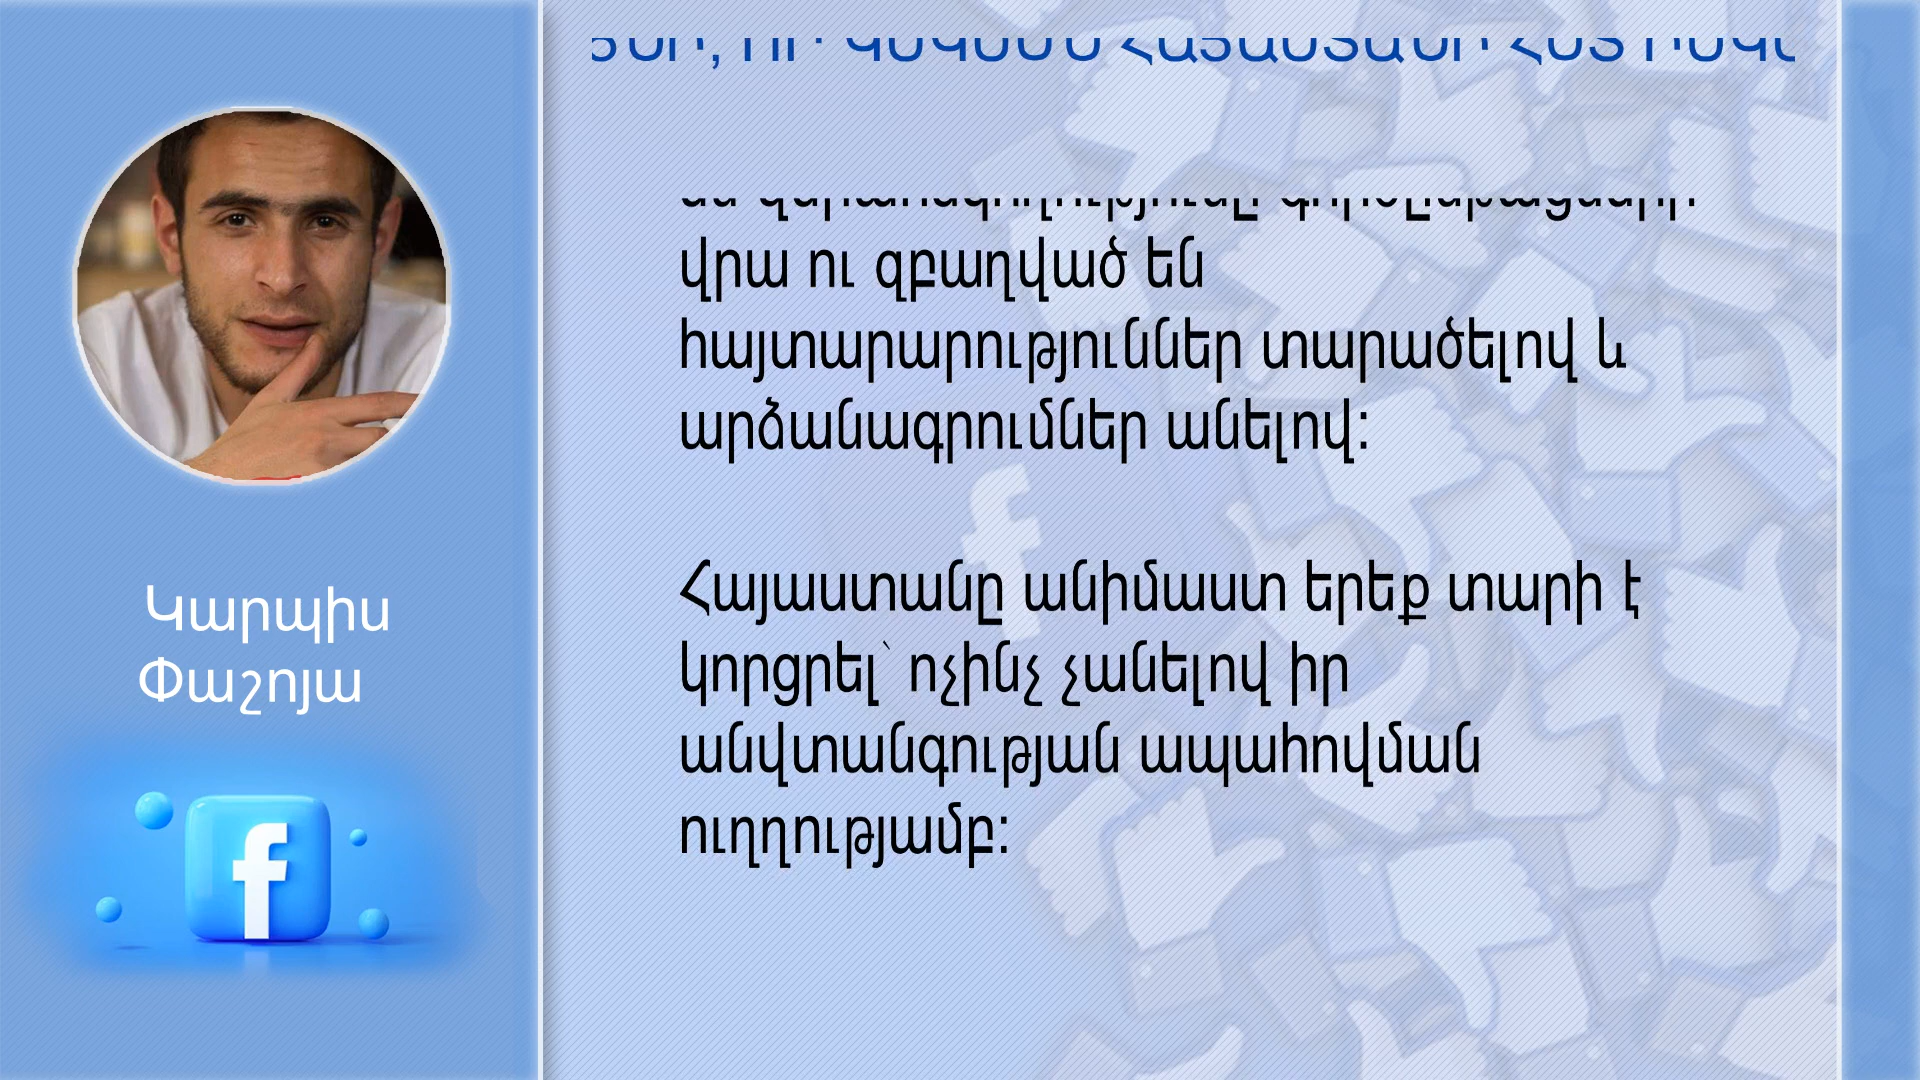 Կարպիս
Փաշոյա
վրա ու զբաղված են
հայտարարություններ տարածելով և
արձանագրումներ անելով:
Հայաստանը անիմաստ երեք տարի է
կորցրել՝ ոչինչ չանելով իր
անվտանգության ապահովման
ուղղությամբ: